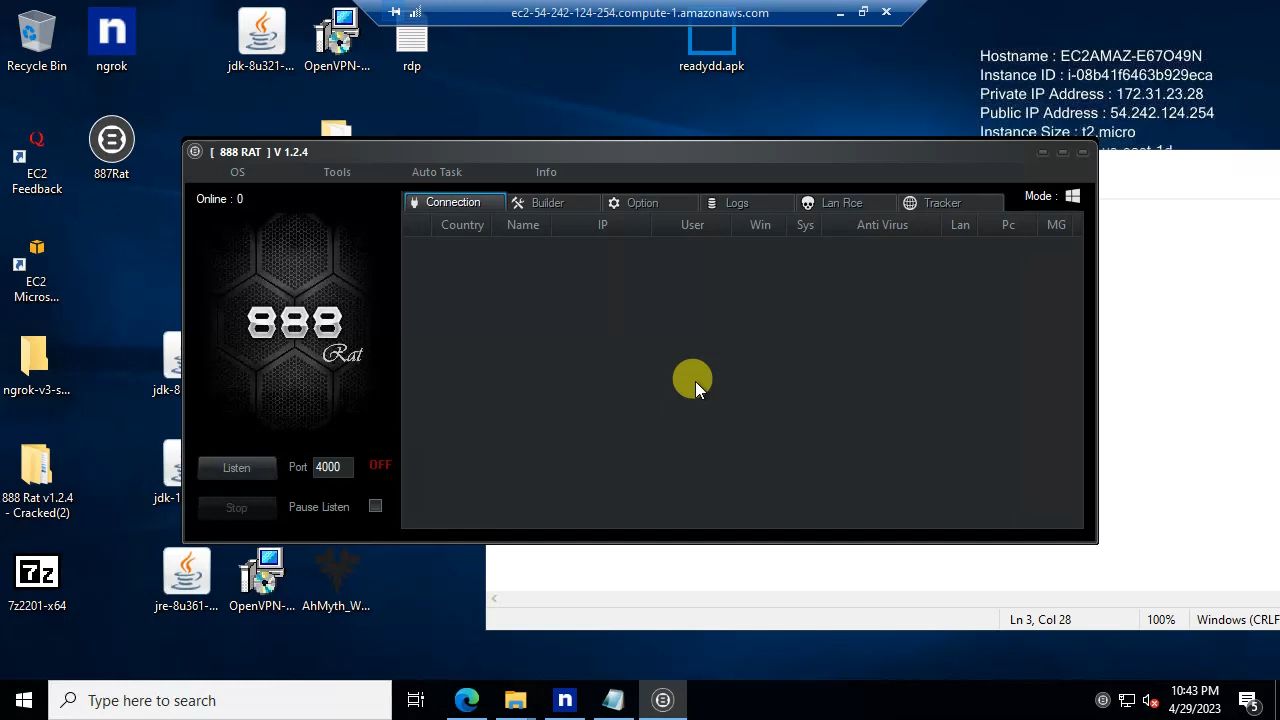 ec2-54-242-124-254.compute-1.amazonaws.com
Recycle Bin
ngrok
jdk-8u321-...
OpenVPN-...
rdp
readydd.apk
Hostname : EC2AMAZ-E67O49N
Instance ID : i-08b41f6463b929eca
Private IP Address : 172.31.23.28
Public IP Address : 54.242.124.254
Instance Size : t2.micro
EC2
Feedback
887Rat
[ 888 RAT ] V 1.2.4
OS
Tools
Auto Task
Info
Online : 0
Connection
Builder
Option
Logs
Lan Rce
Tracker
Mode :
Country
Name
IP
User
Win
Sys
Anti Virus
Lan
Pc
MG
888
Rat
EC2
Micros...
ngrok-v3-s...
jdk-8
Listen
Port
4000
OFF
Stop
Pause Listen
888 Rat v1.2.4
- Cracked(2)
jdk-1
7z
7z2201-x64
jre-8u361-...
OpenVPN-...
AhMyth_W...
Ln 3, Col 28
100%
Windows (CRLF
Type here to search
10:43 PM
4/29/2023
5